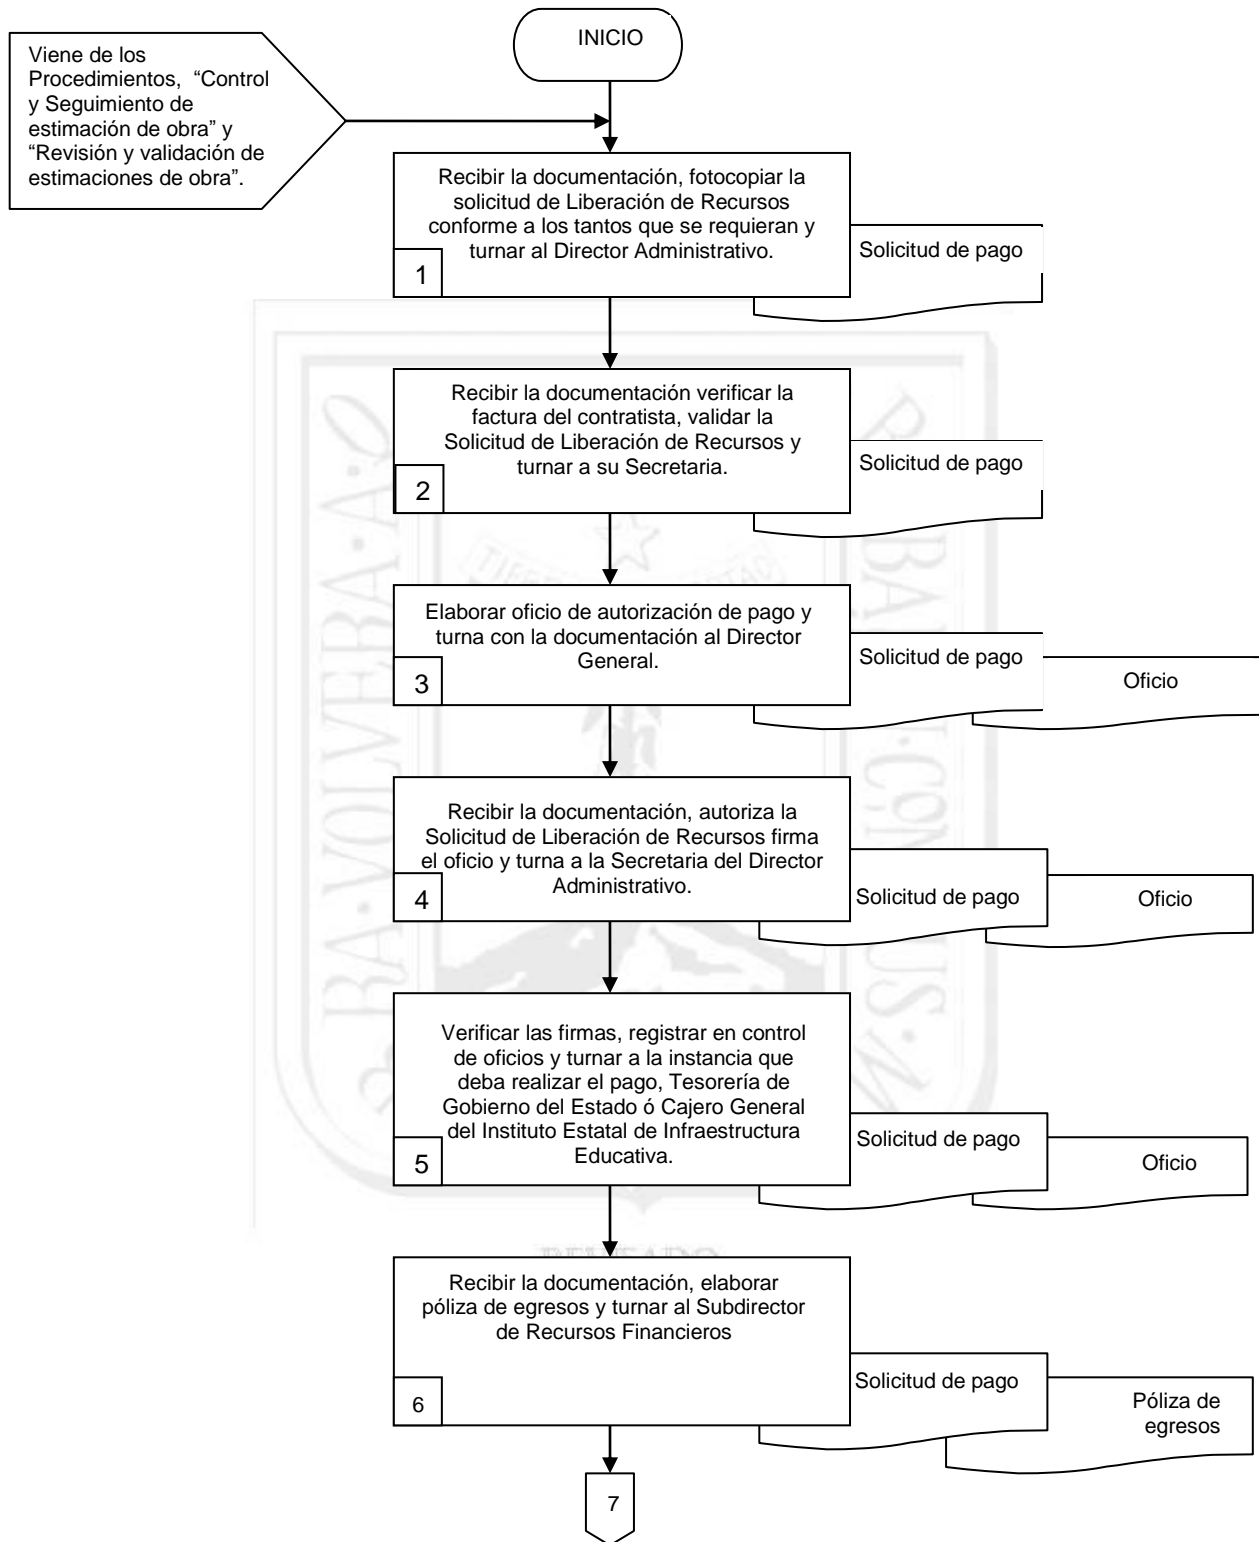 INICIO
Viene de los
Procedimientos, “Control
y Seguimiento de
estimación de obra” y
“Revisión y validación de
estimaciones de obra”.
Recibir la documentación, fotocopiar la
solicitud de Liberación de Recursos
conforme a los tantos que se requieran y
turnar al Director Administrativo.
1
Solicitud de pago
Recibir la documentación verificar la
factura del contratista, validar la
Solicitud de Liberación de Recursos y
turnar a su Secretaria.
2
Solicitud de pago
Elaborar oficio de autorización de pago y
turna con la documentación al Director
General.
3
Solicitud de pago
Oficio
Recibir la documentación, autoriza la
Solicitud de Liberación de Recursos firma
el oficio y turna a la Secretaria del Director
Administrativo.
4
Solicitud de pago
Oficio
Verificar las firmas, registrar en control
de oficios y turnar a la instancia que
deba realizar el pago, Tesorería de
Gobierno del Estado ó Cajero General
del Instituto Estatal de Infraestructura
Educativa.
5
Solicitud de pago
Oficio
Recibir la documentación, elaborar
póliza de egresos y turnar al Subdirector
de Recursos Financieros
6
Solicitud de pago
Póliza de
egresos
7